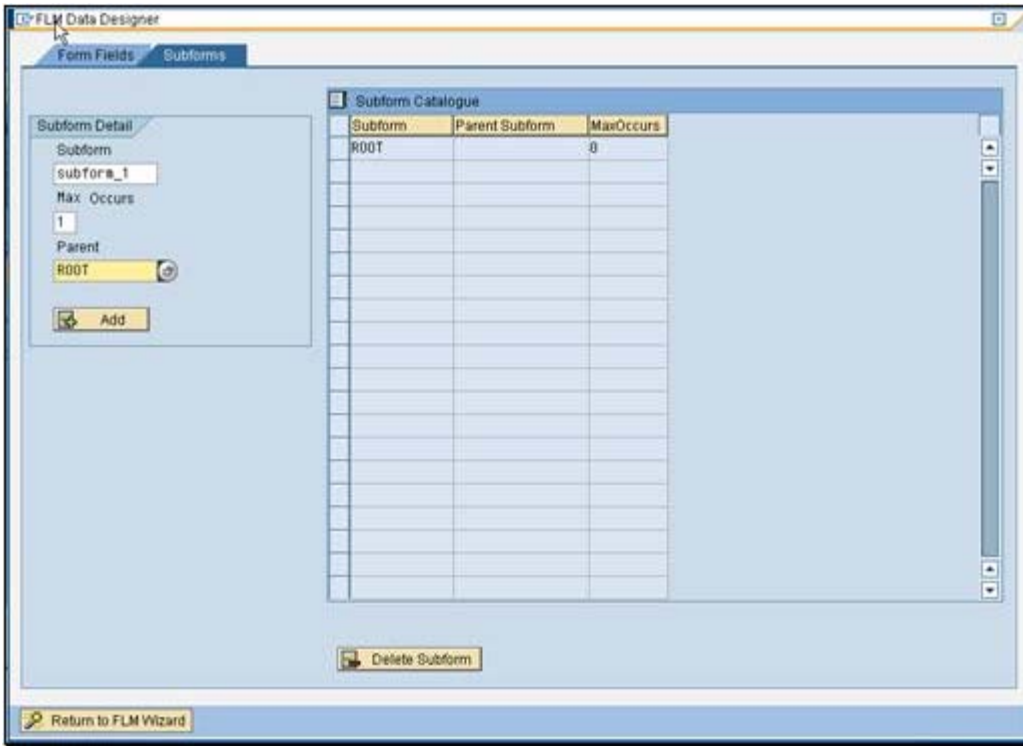 FLM Data Designer
Form Fields Subforms
Subform Catalogue
Subform Detail
Subform
subform_1
Max Occurs
1
Parent
ROOT
Add
Subform Parent Subform MaxOccurs
ROOT 0
Delete Subform
Return to FLM Wizard